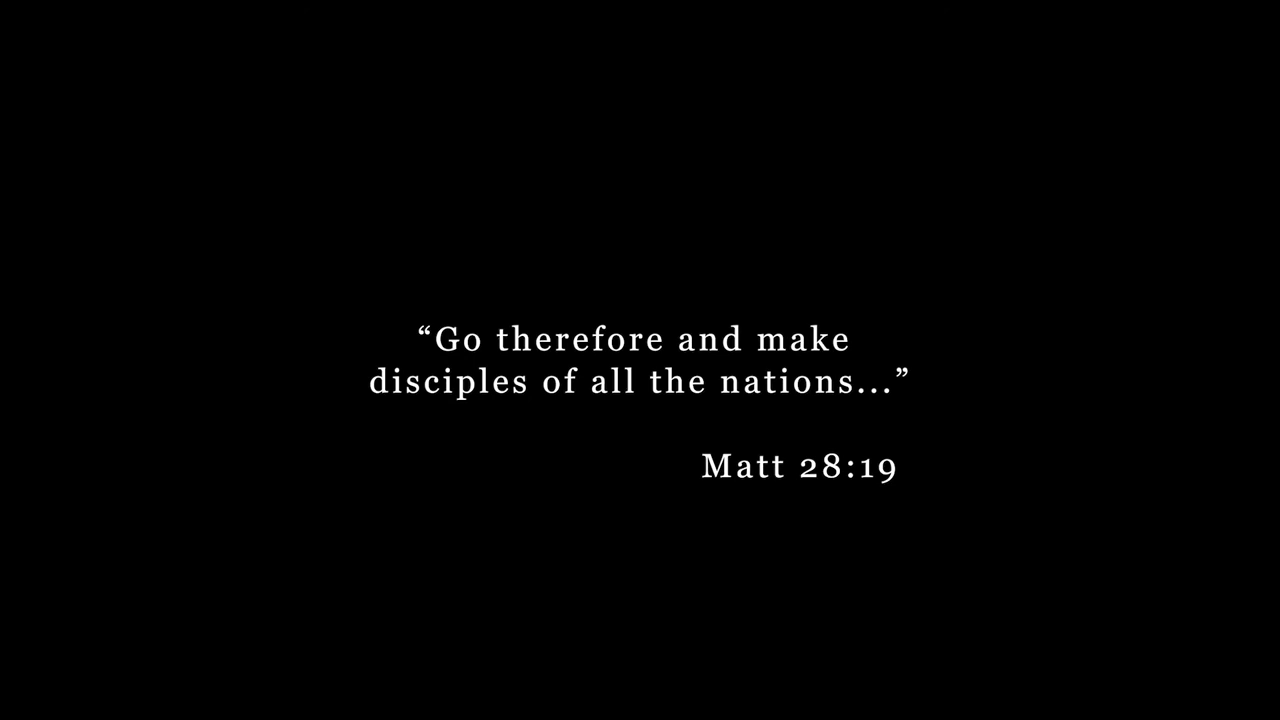 “Go therefore and make
disciples of all the nations...”
Matt 28:19